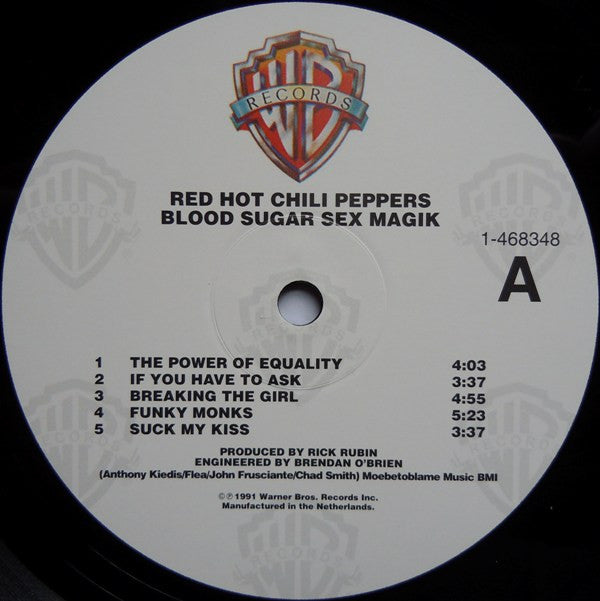 WB
RECORDS
RED HOT CHILI PEPPERS
BLOOD SUGAR SEX MAGIK
1-468348
A
1 THE POWER OF EQUALITY 4:03
2 IF YOU HAVE TO ASK 3:37
3 BREAKING THE GIRL 4:55
4 FUNKY MONKS 5:23
5 SUCK MY KISS 3:37
PRODUCED BY RICK RUBIN
ENGINEERED BY BRENDAN O'BRIEN
(Anthony Kiedis/Flea/John Frusciante/Chad Smith) Moebetoblame Music BMI
©℗1991 Warner Bros. Records Inc.
Manufactured in the Netherlands.